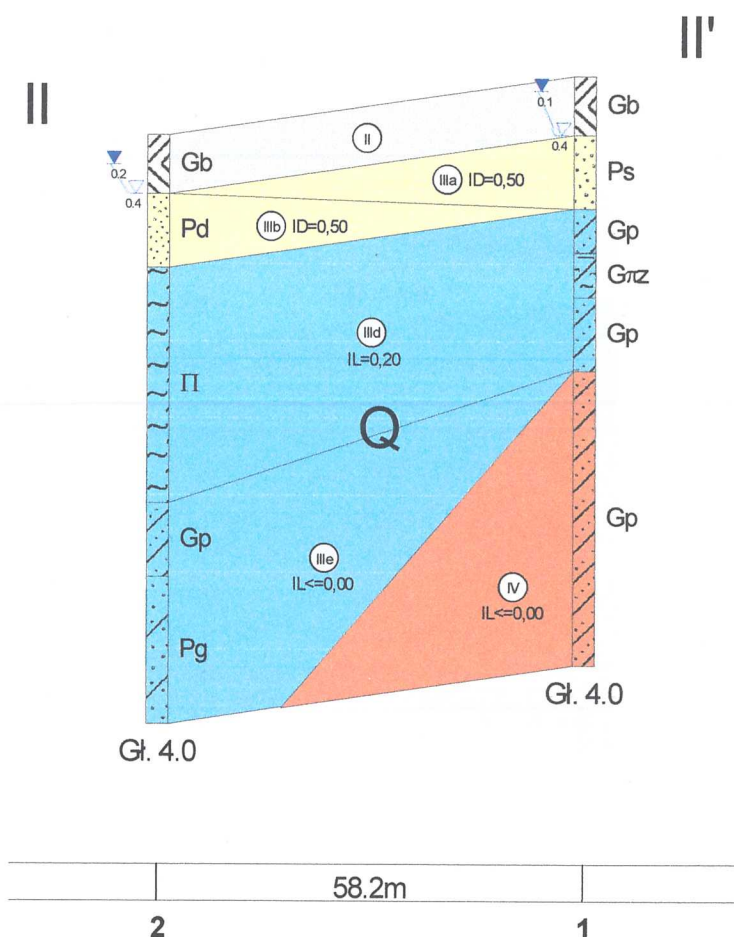 II'
II
Gb
0.1
II
0.4
Gb
0.2
0.4
IIIa ID=0,50
Ps
Pd
IIIb ID=0,50
Gp
Gπz
IIId
IL=0,20
Gp
Π
Q
Gp
Gp
IIIe
IL<=0,00
IV
IL<=0,00
Pg
Gł. 4.0
Gł. 4.0
58.2m
2
1